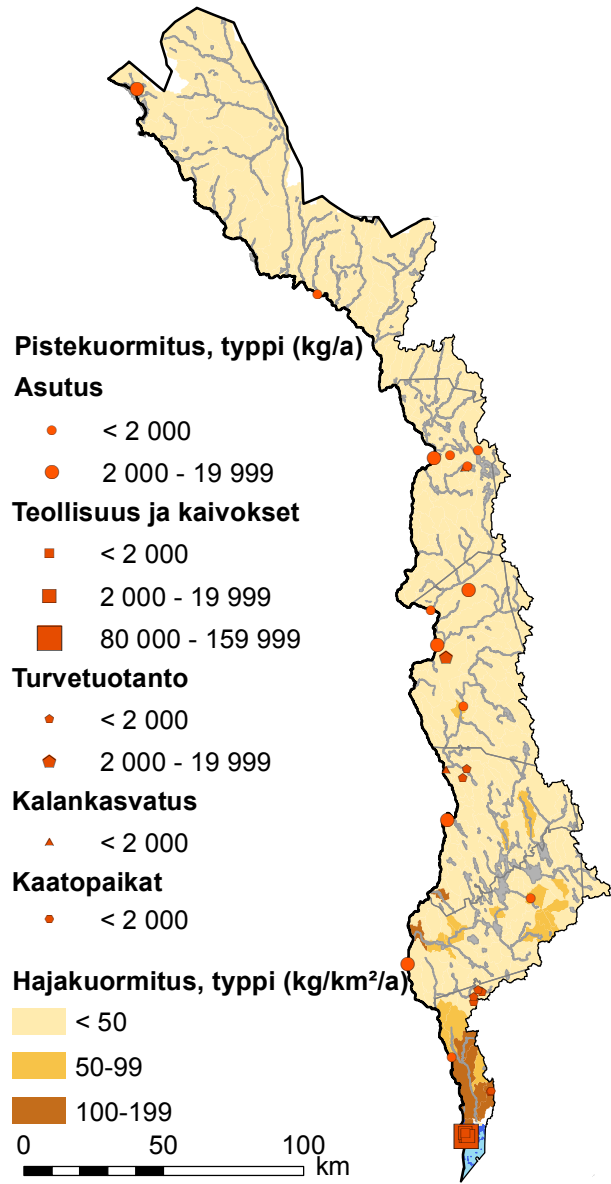 Pistekuormitus, typpi (kg/a)
Asutus
< 2 000
2 000 - 19 999
Teollisuus ja kaivokset
< 2 000
2 000 - 19 999
80 000 - 159 999
Turvetuotanto
< 2 000
2 000 - 19 999
Kalankasvatus
< 2 000
Kaatopaikat
< 2 000
Hajakuormitus, typpi (kg/km²/a)
< 50
50-99
100-199
0 50 100
km